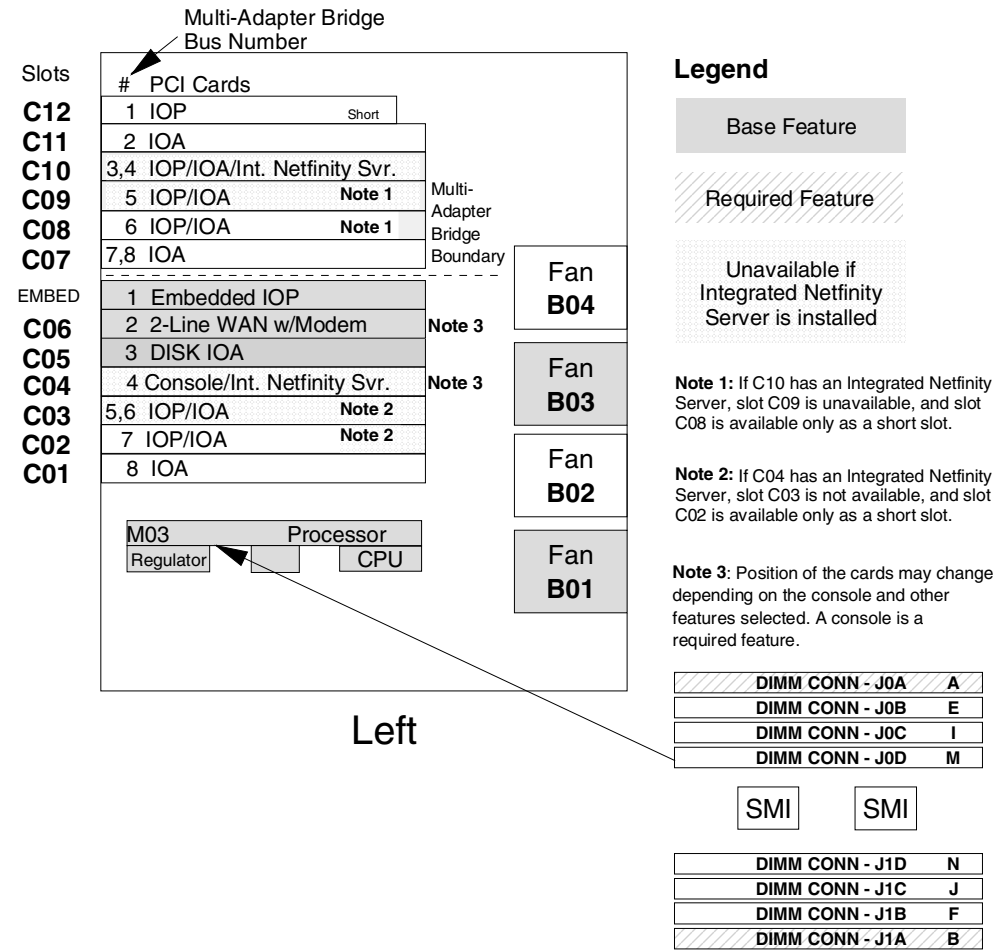 Multi-Adapter Bridge
Bus Number
Slots
# PCI Cards
C12 1 IOP Short
C11 2 IOA
C10 3,4 IOP/IOA/Int. Netfinity Svr.
C09 5 IOP/IOA Note 1
C08 6 IOP/IOA Note 1
C07 7,8 IOA
Multi-
Adapter
Bridge
Boundary
EMBED 1 Embedded IOP
C06 2 2-Line WAN w/Modem Note 3
C05 3 DISK IOA
C04 4 Console/Int. Netfinity Svr. Note 3
C03 5,6 IOP/IOA Note 2
C02 7 IOP/IOA Note 2
C01 8 IOA
Fan
B04
Fan
B03
Fan
B02
Fan
B01
M03 Processor
Regulator CPU
Left
Legend
Base Feature
Required Feature
Unavailable if
Integrated Netfinity
Server is installed
Note 1: If C10 has an Integrated Netfinity
Server, slot C09 is unavailable, and slot
C08 is available only as a short slot.
Note 2: If C04 has an Integrated Netfinity
Server, slot C03 is not available, and slot
C02 is available only as a short slot.
Note 3: Position of the cards may change
depending on the console and other
features selected. A console is a
required feature.
DIMM CONN - J0A A
DIMM CONN - J0B E
DIMM CONN - J0C I
DIMM CONN - J0D M
SMI SMI
DIMM CONN - J1D N
DIMM CONN - J1C J
DIMM CONN - J1B F
DIMM CONN - J1A B